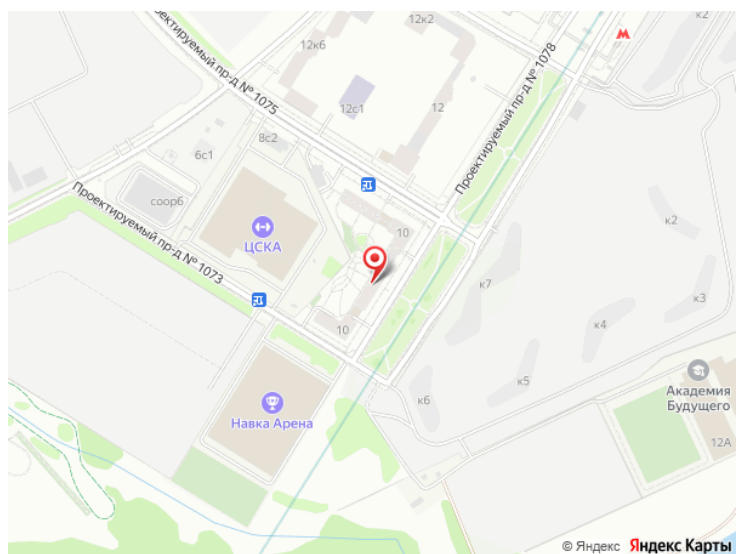 к2
12к2
12к6
12с1
12
Проектируемый пр-д № 1078
Проектируемый пр-д № 1075
8с2
6с1
соор6
ЦСКА
10
к2
к7
Проектируемый пр-д № 1073
10
к3
к4
к5
к6
Навка Арена
Академия
Будущего
12А
© Яндекс Яндекс Карты